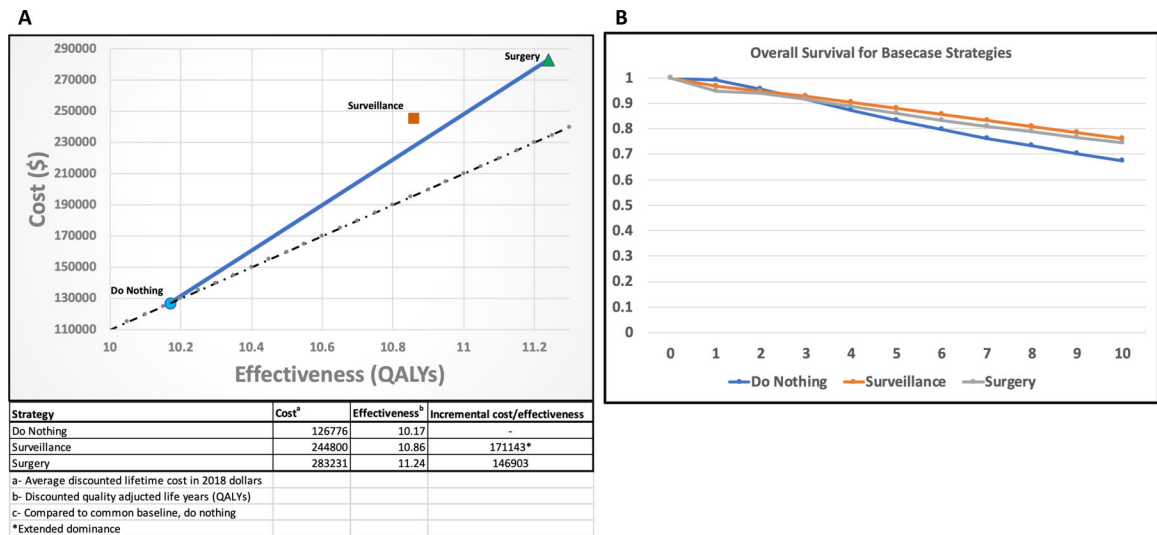 A
290000
270000
250000
230000
210000
190000
170000
150000
130000
110000
Cost ($)
Surgery
Surveillance
Do Nothing
10 10.2 10.4 10.6 10.8 11 11.2
Effectiveness (QALYs)
Strategy Costa Effectivenessb Incremental cost/effectiveness
Do Nothing 126776 10.17 -
Surveillance 244800 10.86 171143*
Surgery 283231 11.24 146903
a- Average discounted lifetime cost in 2018 dollars
b- Discounted quality adjusted life years (QALYs)
c- Compared to common baseline, do nothing
*Extended dominance
B
Overall Survival for Basecase Strategies
1
0.9
0.8
0.7
0.6
0.5
0.4
0.3
0.2
0.1
0
0 1 2 3 4 5 6 7 8 9 10
Do Nothing Surveillance Surgery